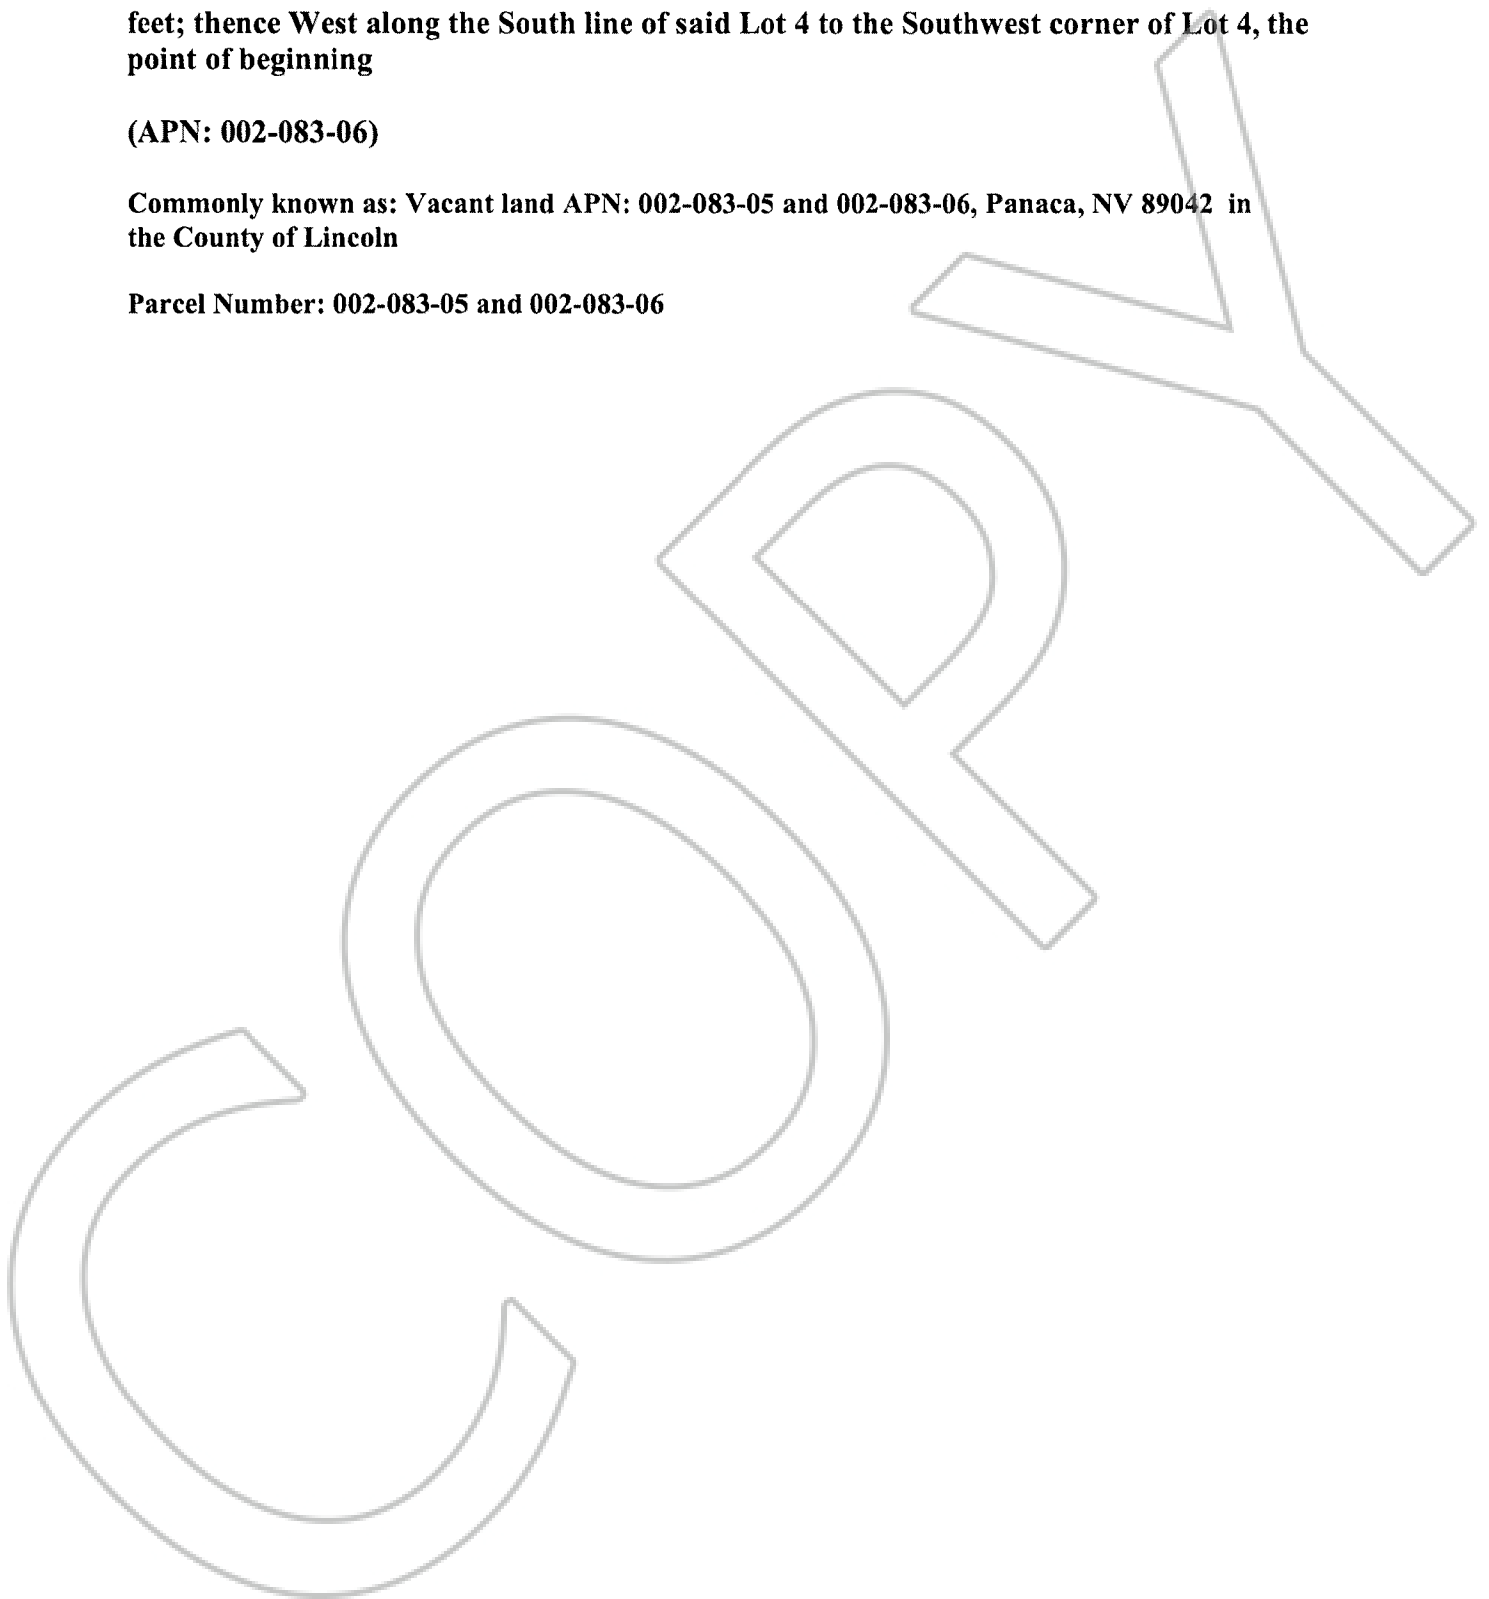 feet; thence West along the South line of said Lot 4 to the Southwest corner of Lot 4, the
point of beginning
(APN: 002-083-06)
Commonly known as: Vacant land APN: 002-083-05 and 002-083-06, Panaca, NV 89042 in
the County of Lincoln
Parcel Number: 002-083-05 and 002-083-06
COPY